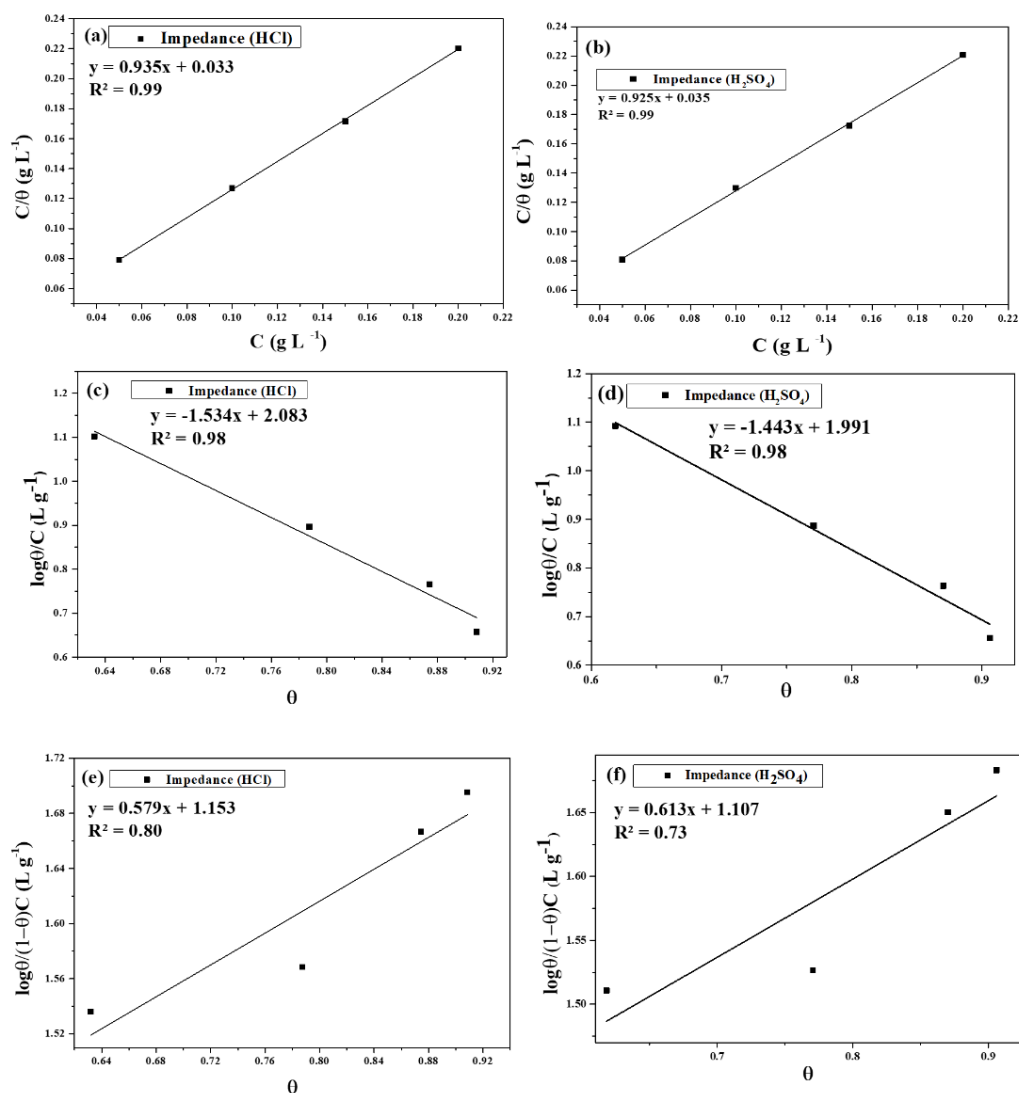 (a) Impedance (HCl)
y = 0.935x + 0.033
R² = 0.99
0.24
0.22
0.20
0.18
0.16
0.14
0.12
0.10
0.08
0.06
C/θ (g L⁻¹)
0.04 0.06 0.08 0.10 0.12 0.14 0.16 0.18 0.20 0.22
C (g L ⁻¹)
(b)
Impedance (H₂SO₄)
y = 0.925x + 0.035
R² = 0.99
0.24
0.22
0.20
0.18
0.16
0.14
0.12
0.10
0.08
0.06
C/θ (g L⁻¹)
0.04 0.06 0.08 0.10 0.12 0.14 0.16 0.18 0.20 0.22
C (g L ⁻¹)
(c) Impedance (HCl)
y = -1.534x + 2.083
R² = 0.98
1.1
1.1
1.0
0.9
0.8
0.7
0.6
logθ/C (L g⁻¹)
0.64 0.68 0.72 0.76 0.80 0.84 0.88 0.92
θ
(d) Impedance (H₂SO₄)
y = -1.443x + 1.991
R² = 0.98
1.2
1.1
1.0
0.9
0.8
0.7
0.6
logθ/C (L g⁻¹)
0.6 0.7 0.8 0.9
θ
(e) Impedance (HCl)
y = 0.579x + 1.153
R² = 0.80
1.72
1.68
1.64
1.60
1.56
1.52
logθ/(1−θ)C (L g⁻¹)
0.64 0.68 0.72 0.76 0.80 0.84 0.88 0.92
θ
(f) Impedance (H₂SO₄)
y = 0.613x + 1.107
R² = 0.73
1.65
1.60
1.55
1.50
logθ/(1−θ)C (L g⁻¹)
0.7 0.8 0.9
θ